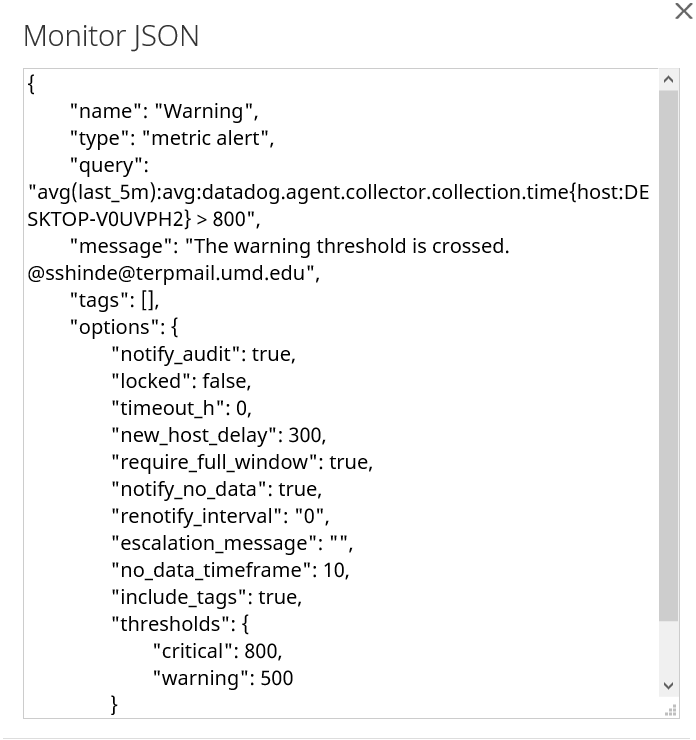 Monitor JSON
{
"name": "Warning",
"type": "metric alert",
"query":
"avg(last_5m):avg:datadog.agent.collector.collection.time{host:DE
SKTOP-V0UVPH2} > 800",
"message": "The warning threshold is crossed.
@sshinde@terpmail.umd.edu",
"tags": [],
"options": {
"notify_audit": true,
"locked": false,
"timeout_h": 0,
"new_host_delay": 300,
"require_full_window": true,
"notify_no_data": true,
"renotify_interval": "0",
"escalation_message": "",
"no_data_timeframe": 10,
"include_tags": true,
"thresholds": {
"critical": 800,
"warning": 500
}